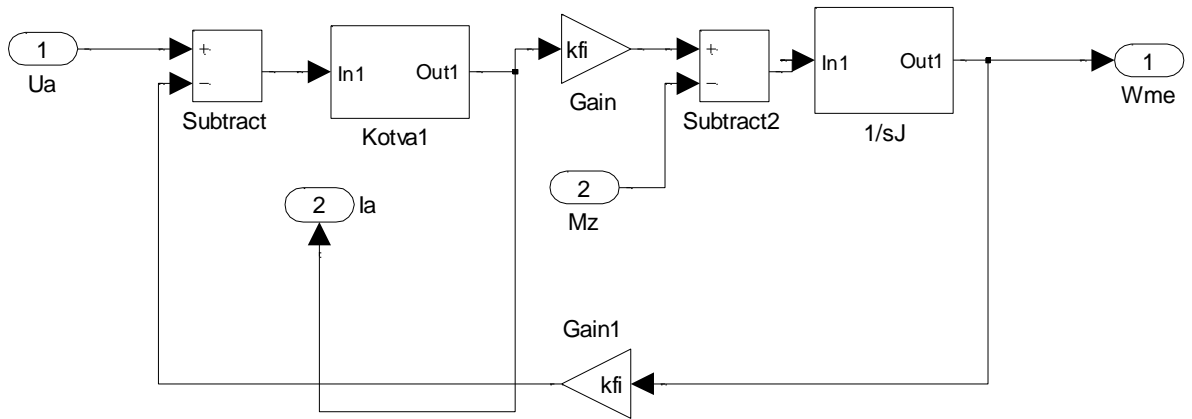 1
Ua
+
−
Subtract
In1
Out1
Kotva1
kfi
Gain
+
−
Subtract2
In1
Out1
1/sJ
1
Wme
2
Ia
2
Mz
Gain1
kfi